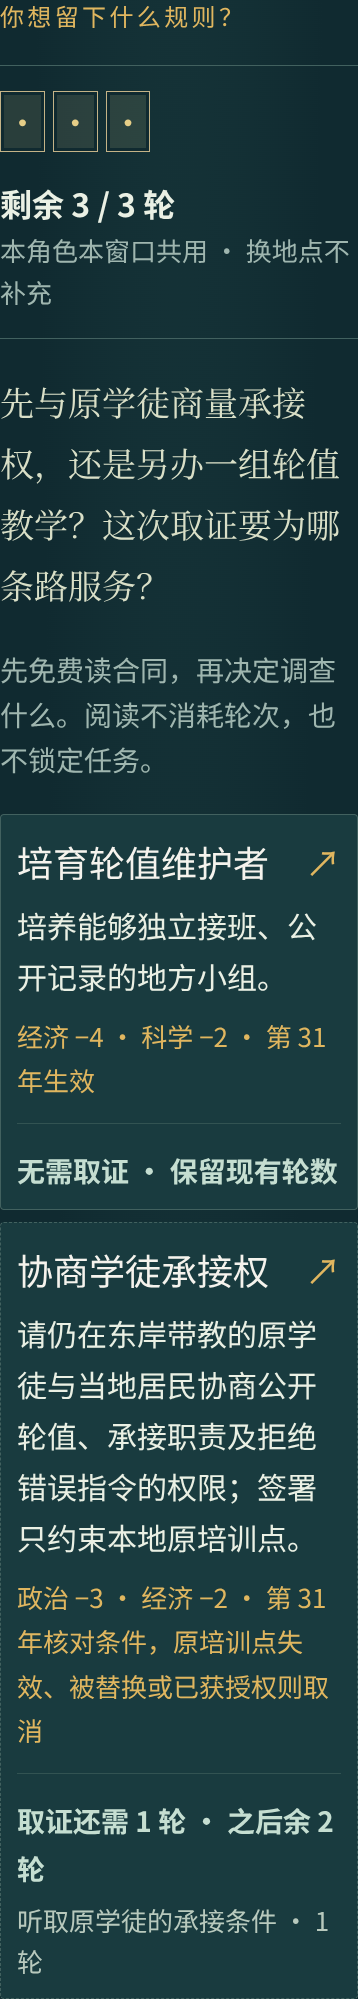 你想留下什么规则？
剩余 3 / 3 轮
本角色本窗口共用 · 换地点不
补充
先与原学徒商量承接
权，还是另办一组轮值
教学？这次取证要为哪
条路服务？
先免费读合同，再决定调查
什么。阅读不消耗轮次，也
不锁定任务。
培育轮值维护者 ↗
培养能够独立接班、公
开记录的地方小组。
经济 −4 · 科学 −2 · 第 31
年生效
无需取证 · 保留现有轮数
协商学徒承接权 ↗
请仍在东岸带教的原学
徒与当地居民协商公开
轮值、承接职责及拒绝
错误指令的权限；签署
只约束本地原培训点。
政治 −3 · 经济 −2 · 第 31
年核对条件，原培训点失
效、被替换或已获授权则取
消
取证还需 1 轮 · 之后余 2
轮
听取原学徒的承接条件 · 1
轮